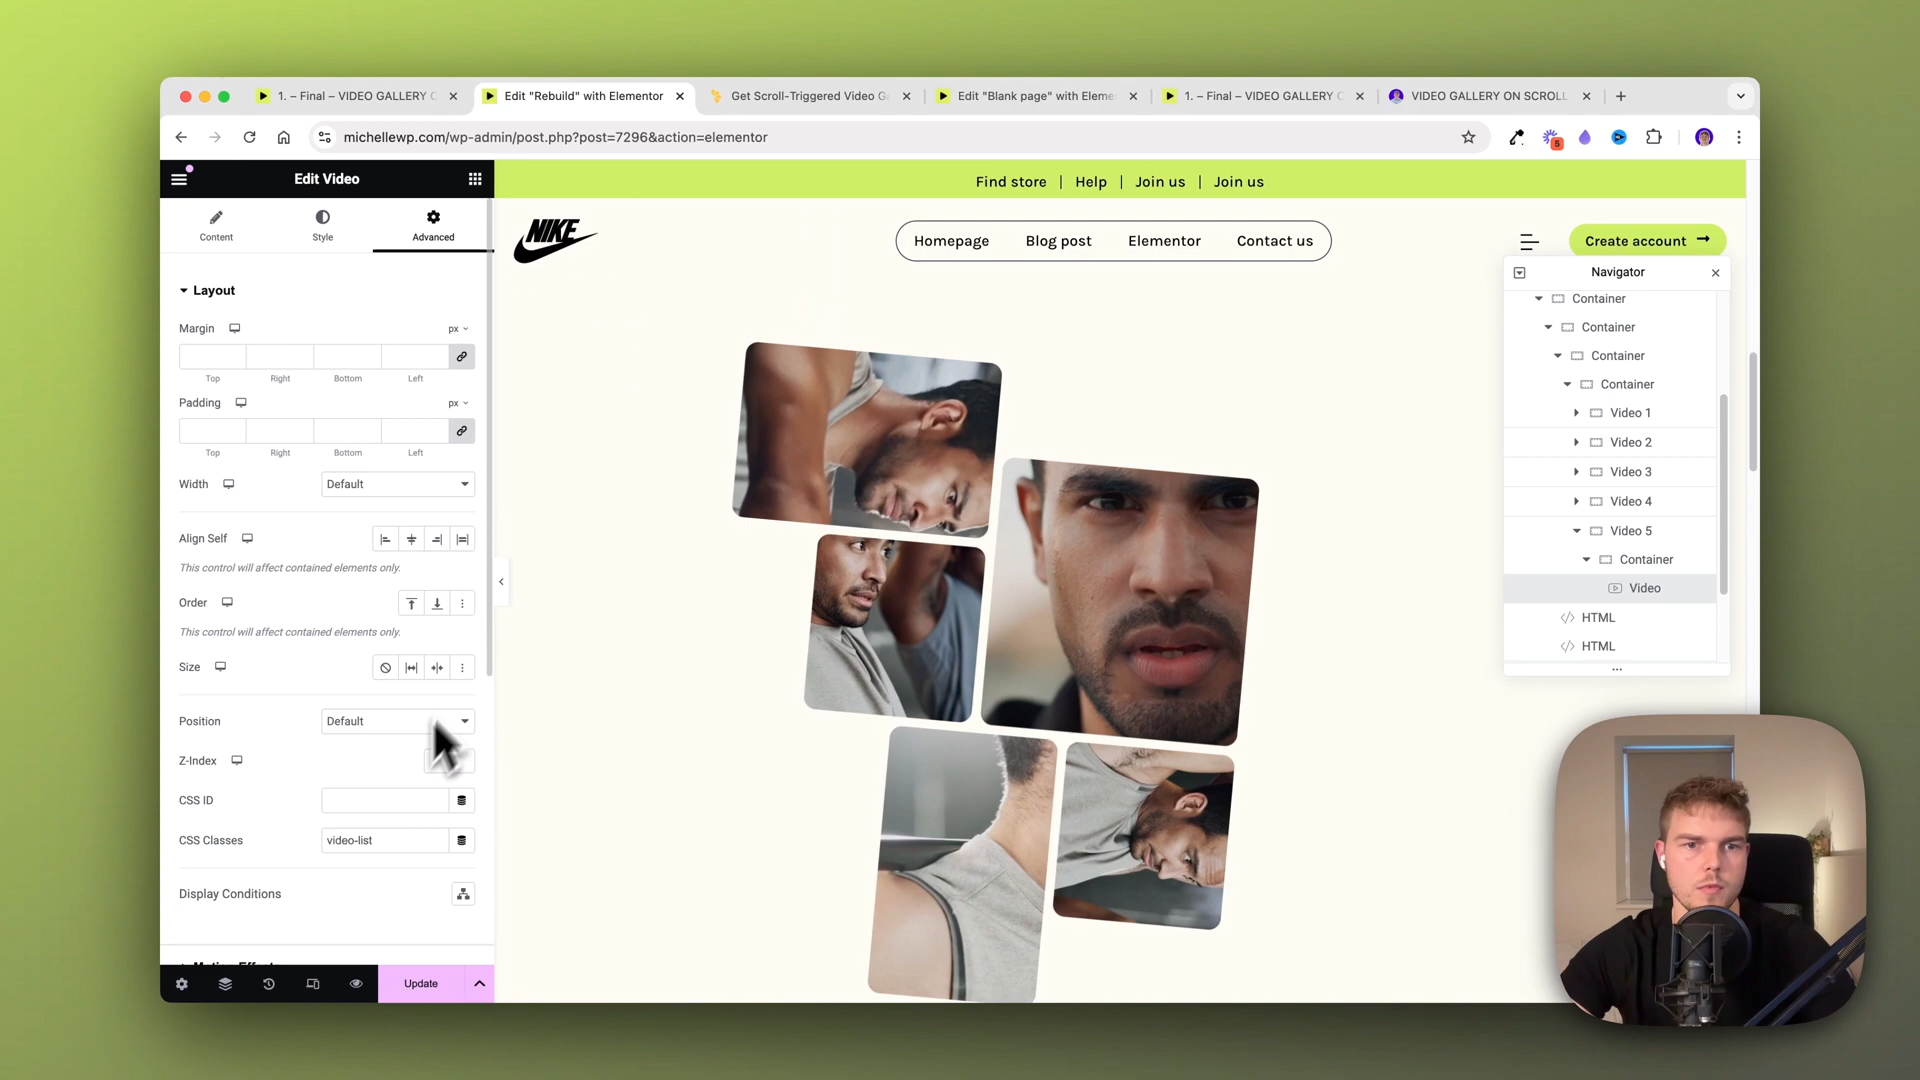 1. – Final – VIDEO GALLERY C
Edit "Rebuild" with Elementor
Get Scroll-Triggered Video Ga
Edit "Blank page" with Eleme
1. – Final – VIDEO GALLERY C
VIDEO GALLERY ON SCROLL
michellewp.com/wp-admin/post.php?post=7296&action=elementor
5
Edit Video
Find store | Help | Join us | Join us
Content
Style
Advanced
NIKE
Homepage
Blog post
Elementor
Contact us
Create account
Layout
Margin
px
Top
Right
Bottom
Left
Padding
px
Top
Right
Bottom
Left
Width
Default
Align Self
This control will affect contained elements only.
Order
This control will affect contained elements only.
Size
Position
Default
Z-Index
CSS ID
CSS Classes
video-list
Display Conditions
Update
Navigator
Container
Container
Container
Container
Video 1
Video 2
Video 3
Video 4
Video 5
Container
Video
HTML
HTML